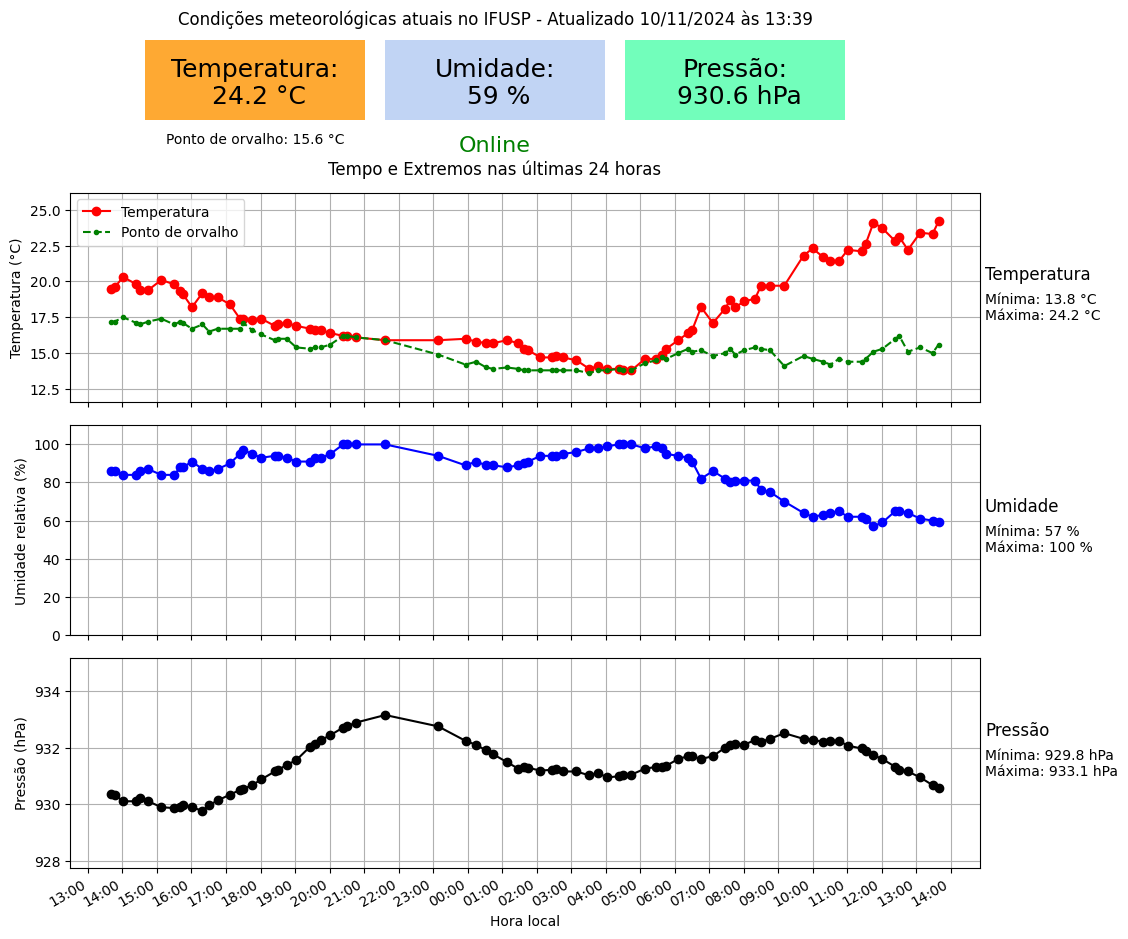 Condições meteorológicas atuais no IFUSP - Atualizado 10/11/2024 às 13:39
Temperatura:
24.2 °C
Umidade:
59 %
Pressão:
930.6 hPa
Ponto de orvalho: 15.6 °C
Online
Tempo e Extremos nas últimas 24 horas
Temperatura (°C)
25.0
22.5
20.0
17.5
15.0
12.5
Temperatura
Ponto de orvalho
Temperatura
Mínima: 13.8 °C
Máxima: 24.2 °C
Umidade relativa (%)
100
80
60
40
20
0
Umidade
Mínima: 57 %
Máxima: 100 %
Pressão (hPa)
934
932
930
928
Pressão
Mínima: 929.8 hPa
Máxima: 933.1 hPa
13:00 14:00 15:00 16:00 17:00 18:00 19:00 20:00 21:00 22:00 23:00 00:00 01:00 02:00 03:00 04:00 05:00 06:00 07:00 08:00 09:00 10:00 11:00 12:00 13:00 14:00
Hora local